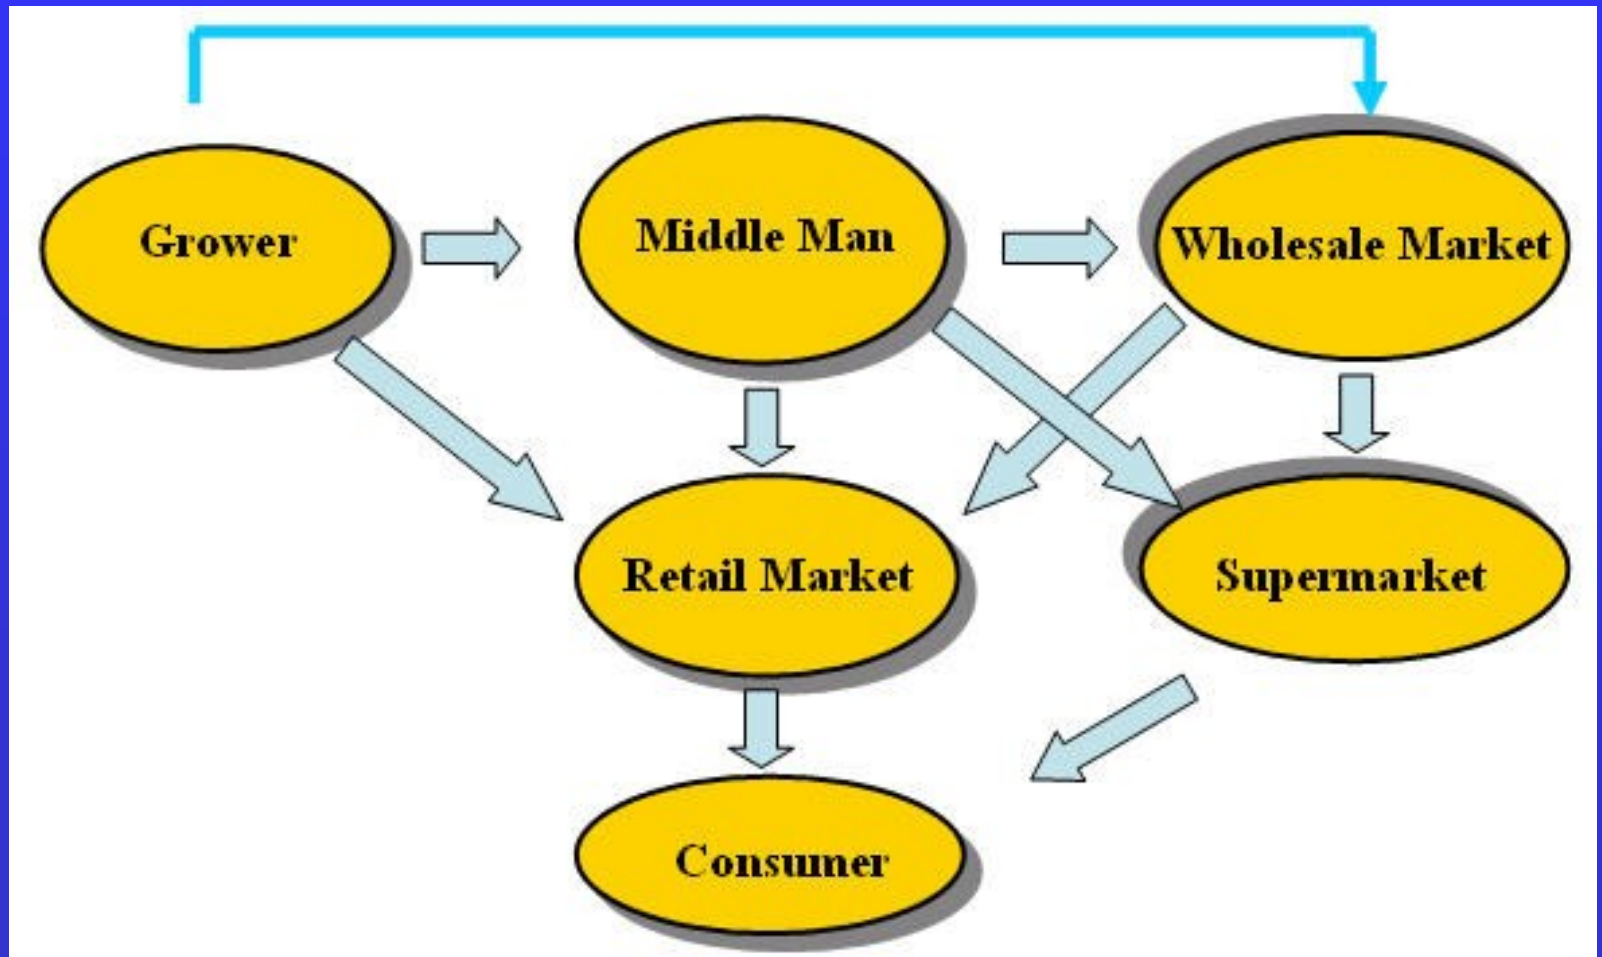 Grower
Middle Man
Wholesale Market
Retail Market
Supermarket
Consumer